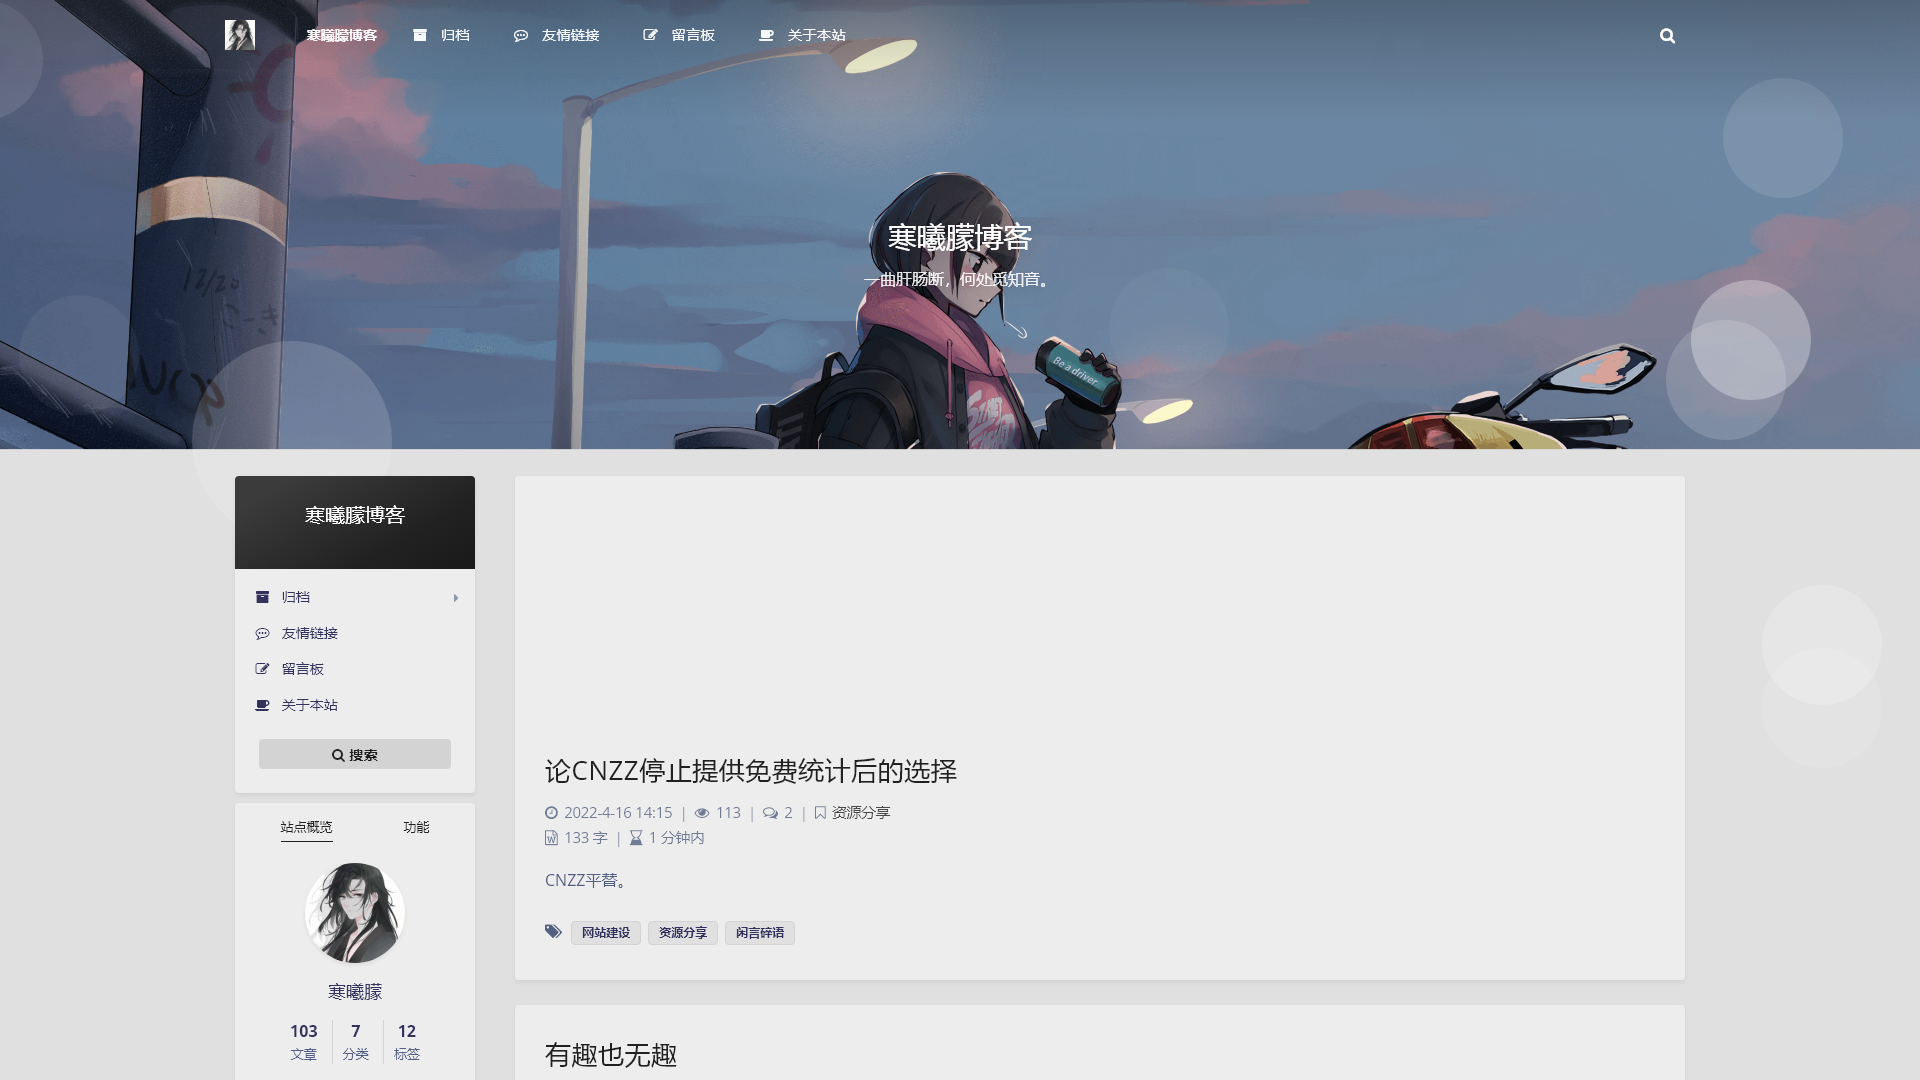 寒曦朦博客 归档 友情链接 留言板 关于本站
12/20
寒曦朦博客
一曲肝肠断，何处觅知音。
Be a driver
寒曦朦博客
归档
友情链接
留言板
关于本站
搜索
站点概览 功能
寒曦朦
103 7 12
文章 分类 标签
论CNZZ停止提供免费统计后的选择
2022-4-16 14:15 | 113 | 2 | 资源分享
133 字 | 1 分钟内
CNZZ平替。
网站建设 资源分享 闲言碎语
有趣也无趣